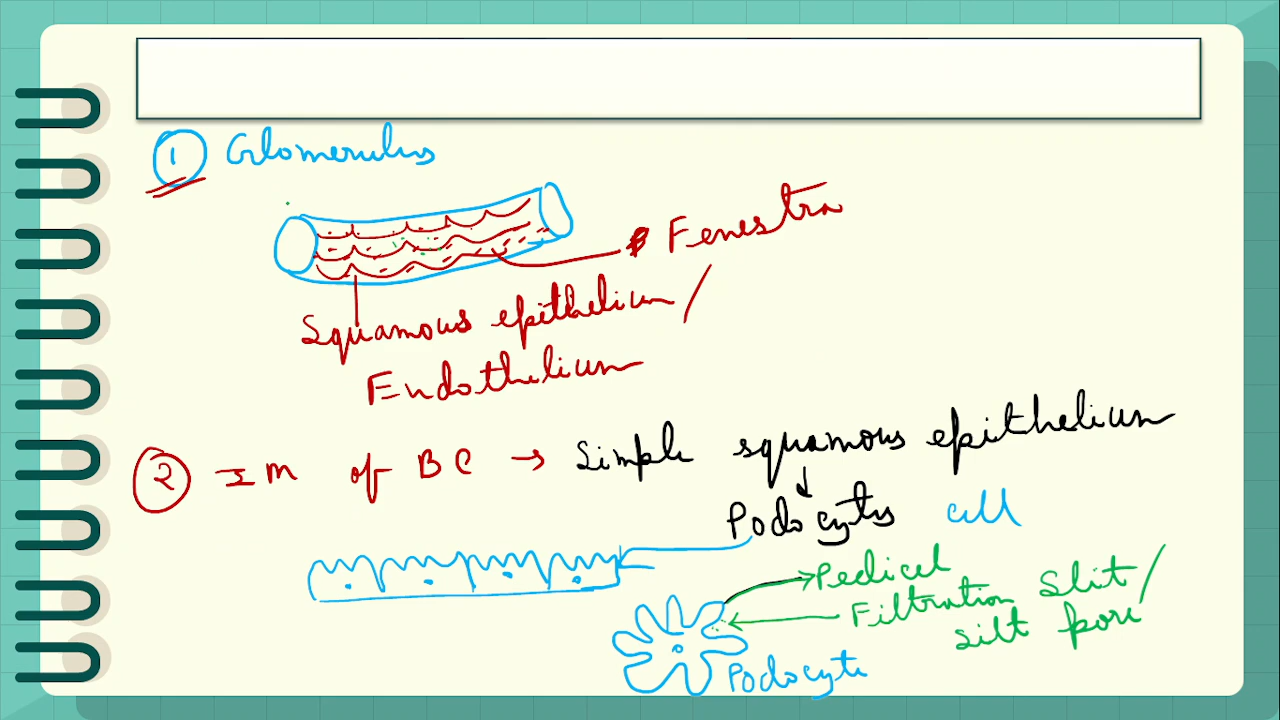 1 Glomerulus
Fenestra
Squamous epithelium/
Endothelium
2 IM of BC → Simple squamous epithelium
↓
Podocytes cell
Pedicel
Filtration Slit/
Silt pore
Podocyte